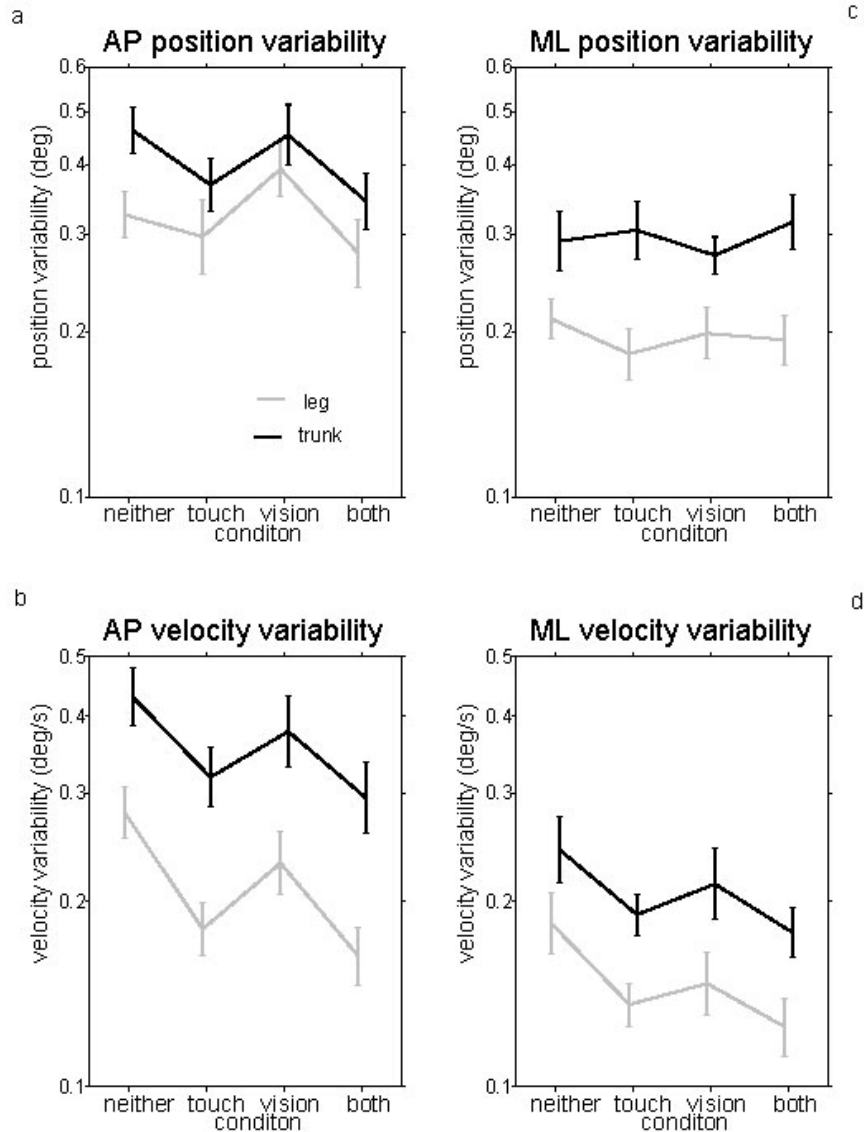 a
AP position variability
position variability (deg)
0.6
0.5
0.4
0.3
0.2
0.1
leg
trunk
neither touch vision both
conditon
c
ML position variability
position variability (deg)
0.6
0.5
0.4
0.3
0.2
0.1
neither touch vision both
conditon
b
AP velocity variability
velocity variability (deg/s)
0.5
0.4
0.3
0.2
0.1
neither touch vision both
conditon
d
ML velocity variability
velocity variability (deg/s)
0.5
0.4
0.3
0.2
0.1
neither touch vision both
conditon